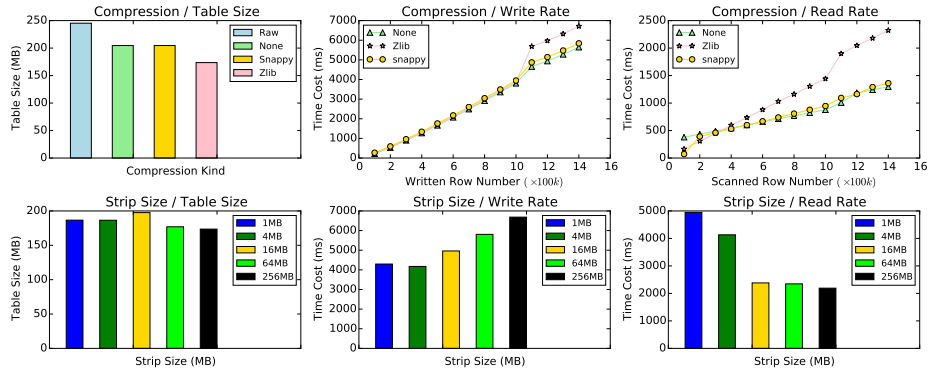 Compression / Table Size
Table Size (MB)
250
200
150
100
50
0
Raw
None
Snappy
Zlib
Compression Kind
Compression / Write Rate
Time Cost (ms)
7000
6000
5000
4000
3000
2000
1000
0
None
Zlib
snappy
0 2 4 6 8 10 12 14 16
Written Row Number (×100k)
Compression / Read Rate
Time Cost (ms)
2500
2000
1500
1000
500
0
None
Zlib
snappy
0 2 4 6 8 10 12 14 16
Scanned Row Number (×100k)
Strip Size / Table Size
Table Size (MB)
200
150
100
50
0
1MB
4MB
16MB
64MB
256MB
Strip Size (MB)
Strip Size / Write Rate
Time Cost (ms)
7000
6000
5000
4000
3000
2000
1000
0
1MB
4MB
16MB
64MB
256MB
Strip Size (MB)
Strip Size / Read Rate
Time Cost (ms)
5000
4000
3000
2000
1000
0
1MB
4MB
16MB
64MB
256MB
Strip Size (MB)